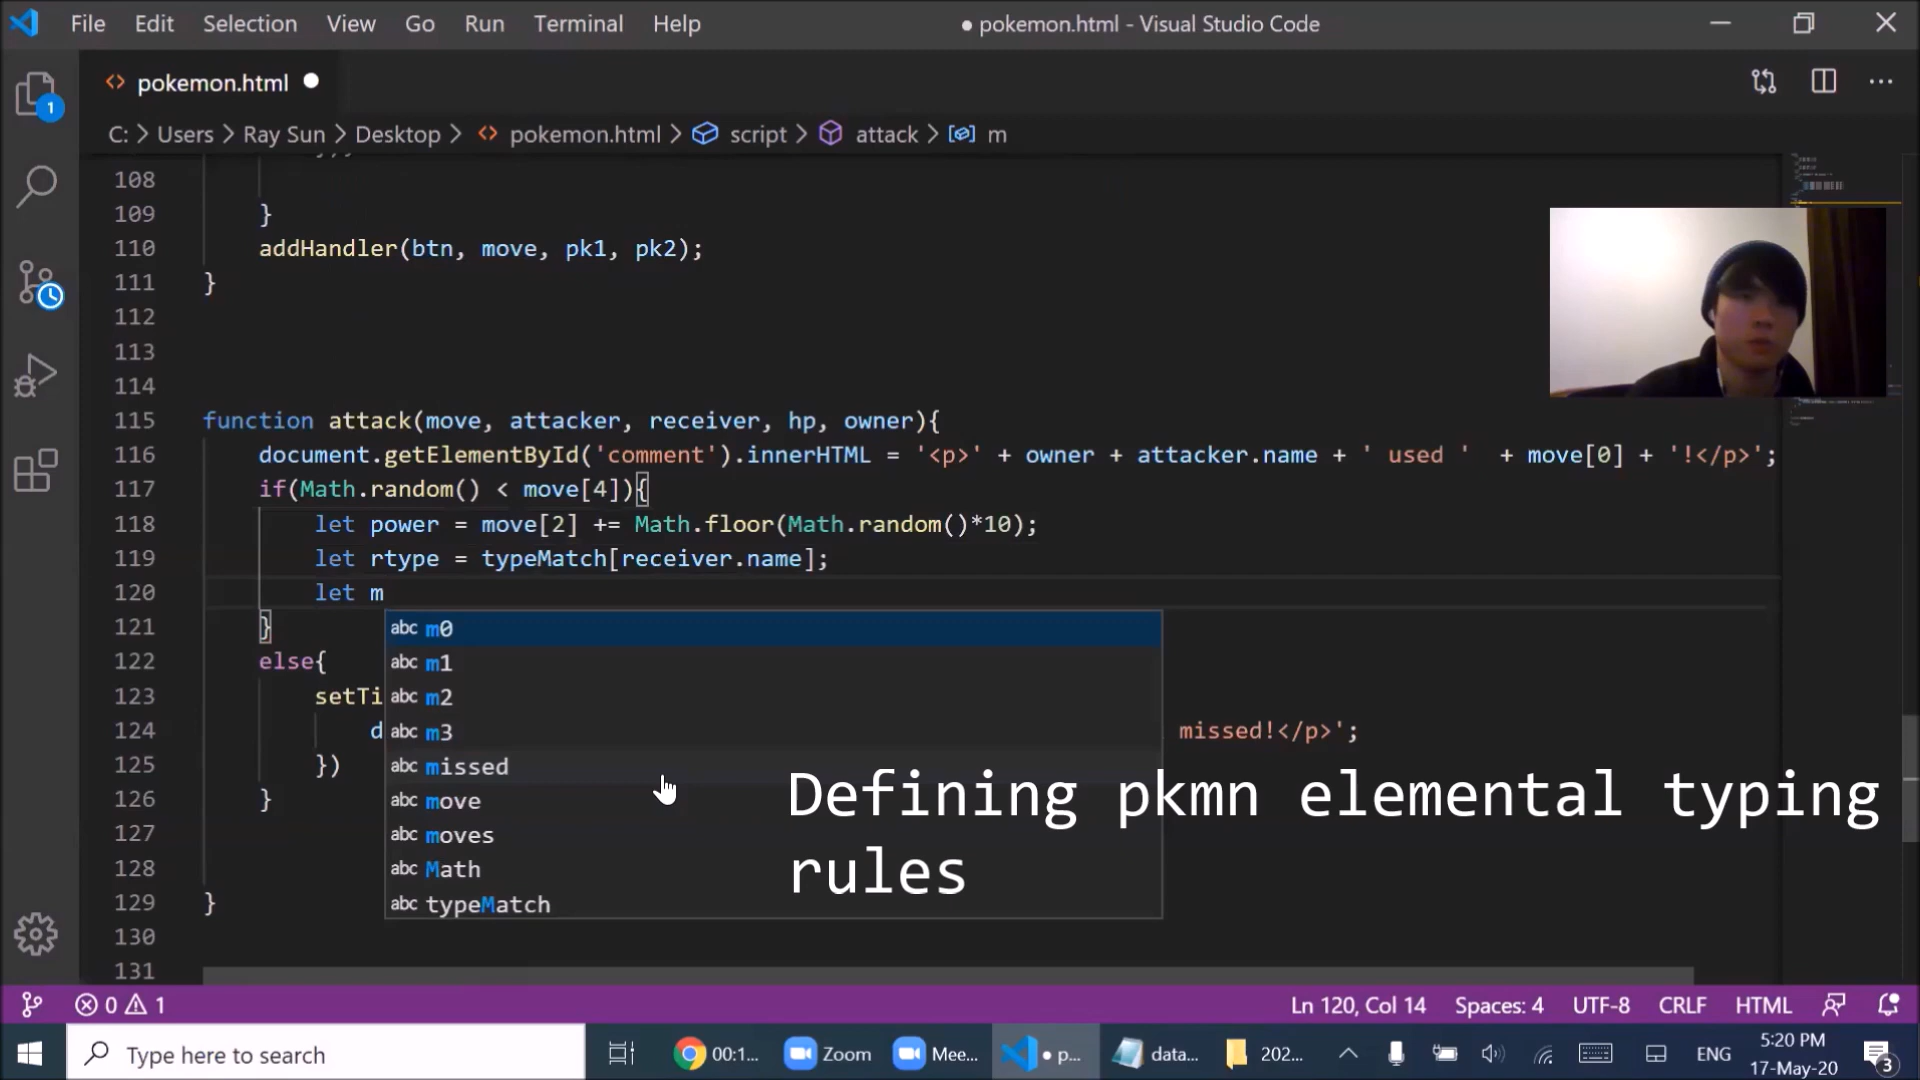 File Edit Selection View Go Run Terminal Help ● pokemon.html - Visual Studio Code
pokemon.html
C: > Users > Ray Sun > Desktop > pokemon.html > script > attack > m
108
109 }
110 addHandler(btn, move, pk1, pk2);
111 }
112
113
114
115 function attack(move, attacker, receiver, hp, owner){
116 document.getElementById('comment').innerHTML = '<p>' + owner + attacker.name + ' used ' + move[0] + '!</p>';
117 if(Math.random() < move[4]){
118 let power = move[2] += Math.floor(Math.random()*10);
119 let rtype = typeMatch[receiver.name];
120 let m
121 }
abc m0
122 else{
abc m1
123 setTi
abc m2
124 d
abc m3
missed!</p>';
125 })
abc missed
126 }
abc move
127
abc moves
128
abc Math
129 }
abc typeMatch
130
131
Defining pkmn elemental typing
rules
1
0 1
Ln 120, Col 14 Spaces: 4 UTF-8 CRLF HTML
Type here to search
00:1...
Zoom
Mee...
● p...
data...
202...
ENG
5:20 PM
17-May-20
3